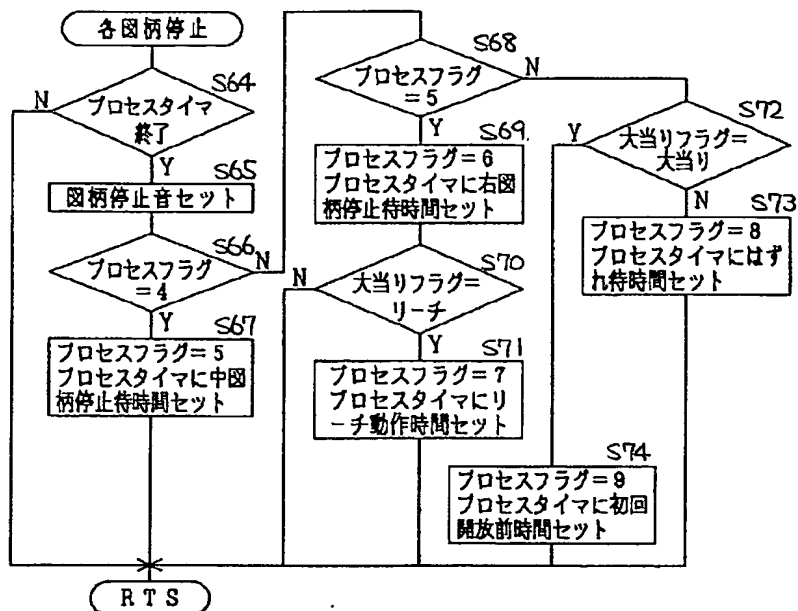 各図柄停止
S64
N
プロセスタイマ
終了
Y
S65
図柄停止音セット
S66
プロセスフラグ
=4
N
Y
S67
プロセスフラグ=5
プロセスタイマに中図
柄停止待時間セット
S68
プロセスフラグ
=5
N
Y
S69
プロセスフラグ=6
プロセスタイマに右図
柄停止待時間セット
S70
N
大当りフラグ=
リーチ
Y
S71
プロセスフラグ=7
プロセスタイマにリ
ーチ動作時間セット
S72
Y
大当りフラグ=
大当り
N
S73
プロセスフラグ=8
プロセスタイマにはず
れ待時間セット
S74
プロセスフラグ=9
プロセスタイマに初回
開放前時間セット
RTS